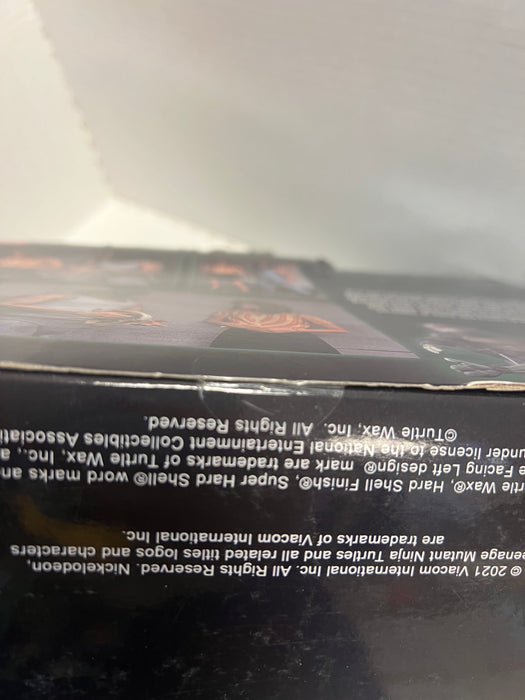 © 2021 Viacom International Inc. All Rights Reserved. Nickelodeon,
eenage Mutant Ninja Turtles and all related titles logos and characters
are trademarks of Viacom International Inc.
rtle Wax®, Hard Shell Finish®, Super Hard Shell® word marks an
e Facing Left design® mark are trademarks of Turtle Wax, Inc., a
under license to the National Entertainment Collectibles Associati
©Turtle Wax, Inc. All Rights Reserved.